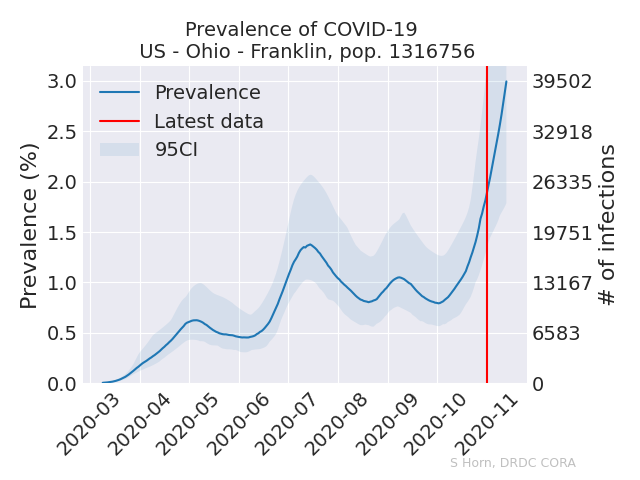 Prevalence of COVID-19
US - Ohio - Franklin, pop. 1316756
Prevalence
Latest data
95CI
Prevalence (%)
3.0
2.5
2.0
1.5
1.0
0.5
0.0
39502
32918
26335
19751
13167
6583
0
# of infections
2020-03
2020-04
2020-05
2020-06
2020-07
2020-08
2020-09
2020-10
2020-11
S Horn, DRDC CORA